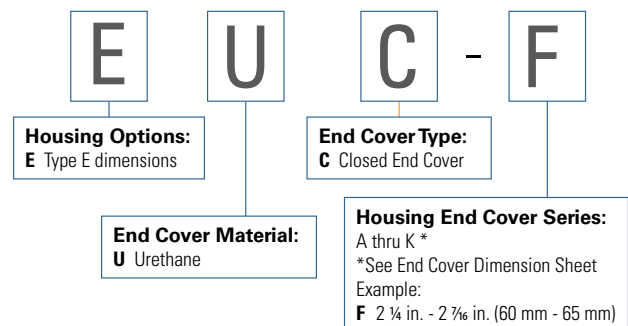 E U C - F
Housing Options:
E Type E dimensions
End Cover Type:
C Closed End Cover
End Cover Material:
U Urethane
Housing End Cover Series:
A thru K *
*See End Cover Dimension Sheet
Example:
F 2 ¼ in. - 2 ⁷⁄₁₆ in. (60 mm - 65 mm)